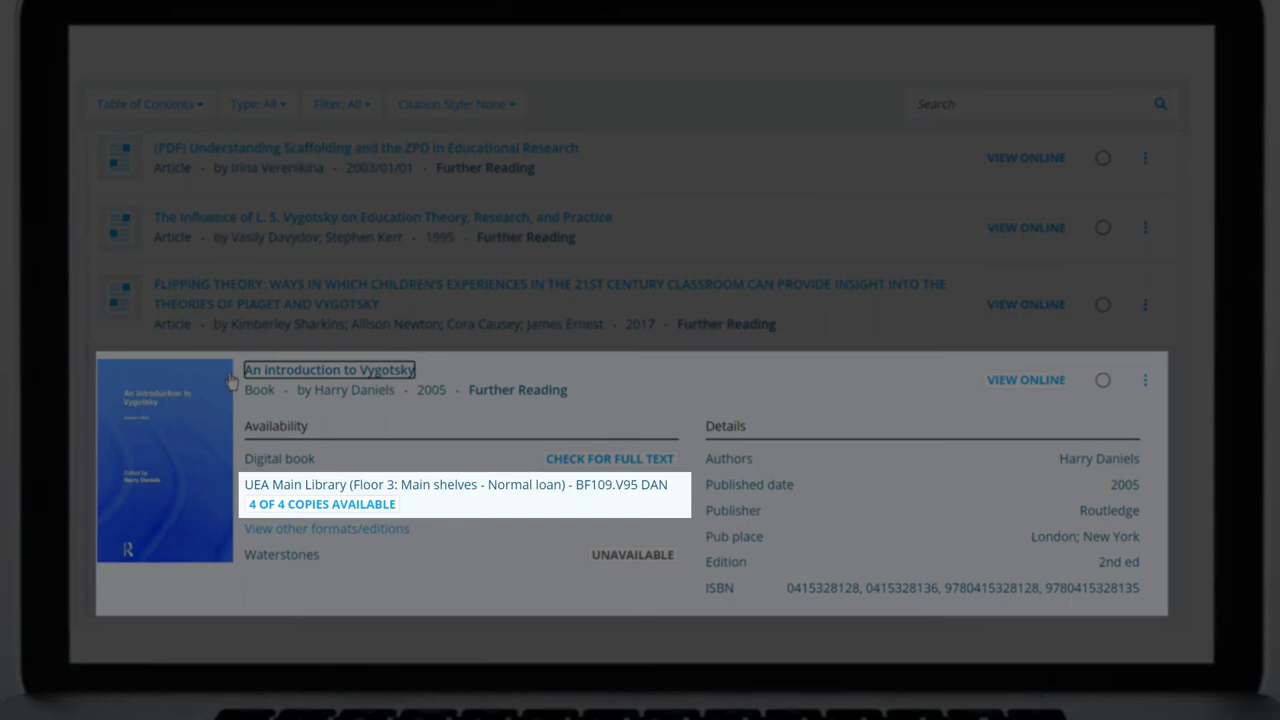 Table of Contents Type: All Filter: All Citation Style: None Search
(PDF) Understanding Scaffolding and the ZPD in Educational Research
Article - by Irina Verenikina - 2003/01/01 - Further Reading
VIEW ONLINE
The Influence of L. S. Vygotsky on Education Theory, Research, and Practice
Article - by Vasily Davydov; Stephen Kerr - 1995 - Further Reading
VIEW ONLINE
FLIPPING THEORY: WAYS IN WHICH CHILDREN'S EXPERIENCES IN THE 21ST CENTURY CLASSROOM CAN PROVIDE INSIGHT INTO THE
THEORIES OF PIAGET AND VYGOTSKY
Article - by Kimberley Sharkins; Allison Newton; Cora Causey; James Ernest - 2017 - Further Reading
VIEW ONLINE
An Introduction to
Vygotsky
Edited by
Harry Daniels
R
An introduction to Vygotsky
Book - by Harry Daniels - 2005 - Further Reading
VIEW ONLINE
Availability
Digital book CHECK FOR FULL TEXT
UEA Main Library (Floor 3: Main shelves - Normal loan) - BF109.V95 DAN
4 OF 4 COPIES AVAILABLE
View other formats/editions
Waterstones UNAVAILABLE
Details
Authors Harry Daniels
Published date 2005
Publisher Routledge
Pub place London; New York
Edition 2nd ed
ISBN 0415328128, 0415328136, 9780415328128, 9780415328135